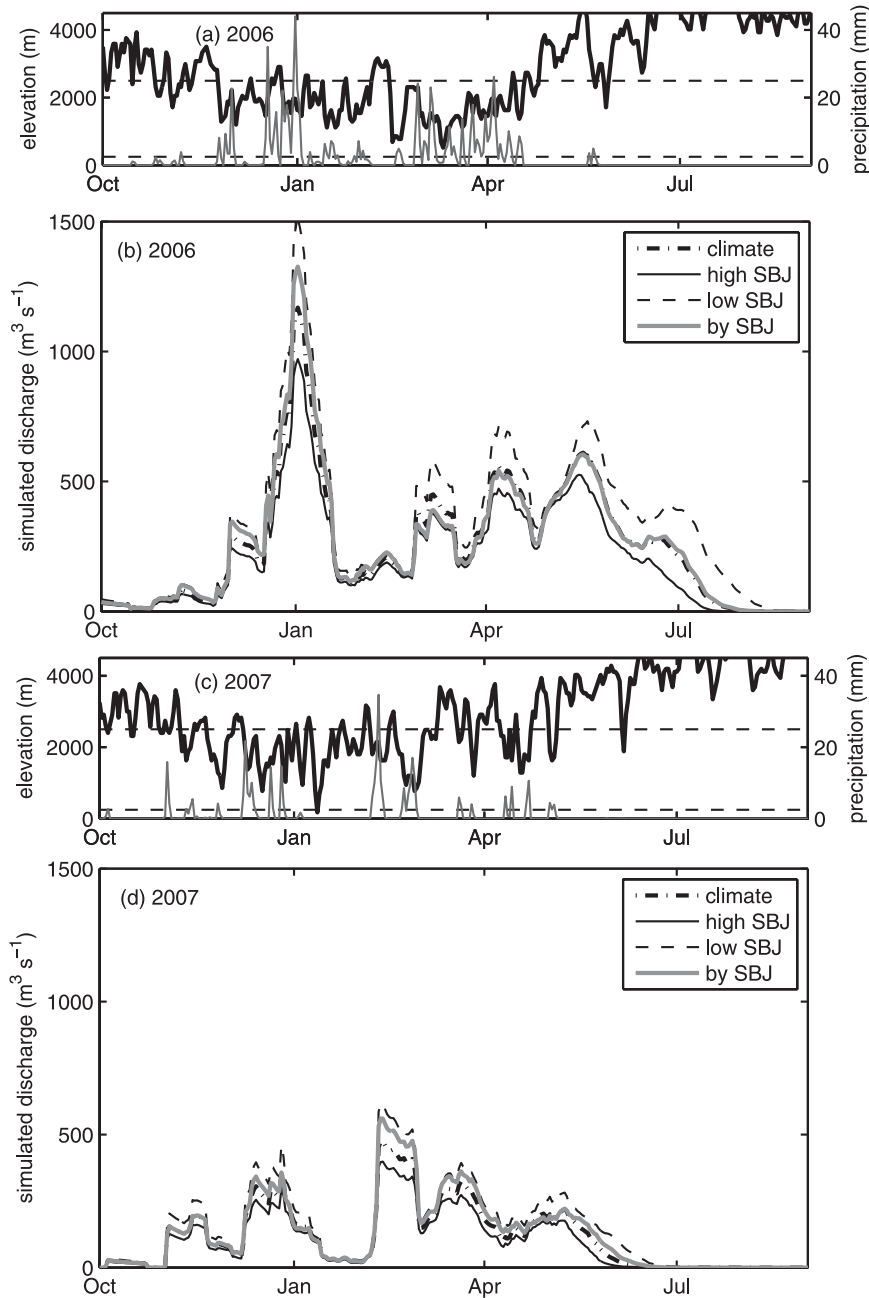 (a) 2006
elevation (m)
4000
2000
0
precipitation (mm)
40
20
0
Oct Jan Apr Jul
(b) 2006
simulated discharge (m³ s⁻¹)
1500
1000
500
0
climate
high SBJ
low SBJ
by SBJ
Oct Jan Apr Jul
(c) 2007
elevation (m)
4000
2000
0
precipitation (mm)
40
20
0
Oct Jan Apr Jul
(d) 2007
simulated discharge (m³ s⁻¹)
1500
1000
500
0
climate
high SBJ
low SBJ
by SBJ
Oct Jan Apr Jul